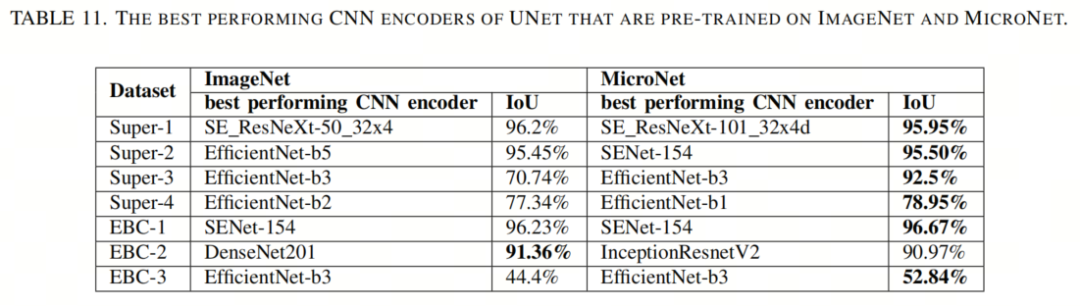 TABLE 11. THE BEST PERFORMING CNN ENCODERS OF UNET THAT ARE PRE-TRAINED ON IMAGENET AND MICRONET.
Dataset ImageNet MicroNet
best performing CNN encoder IoU best performing CNN encoder IoU
Super-1 SE_ResNeXt-50_32x4 96.2% SE_ResNeXt-101_32x4d 95.95%
Super-2 EfficientNet-b5 95.45% SENet-154 95.50%
Super-3 EfficientNet-b3 70.74% EfficientNet-b3 92.5%
Super-4 EfficientNet-b2 77.34% EfficientNet-b1 78.95%
EBC-1 SENet-154 96.23% SENet-154 96.67%
EBC-2 DenseNet201 91.36% InceptionResnetV2 90.97%
EBC-3 EfficientNet-b3 44.4% EfficientNet-b3 52.84%